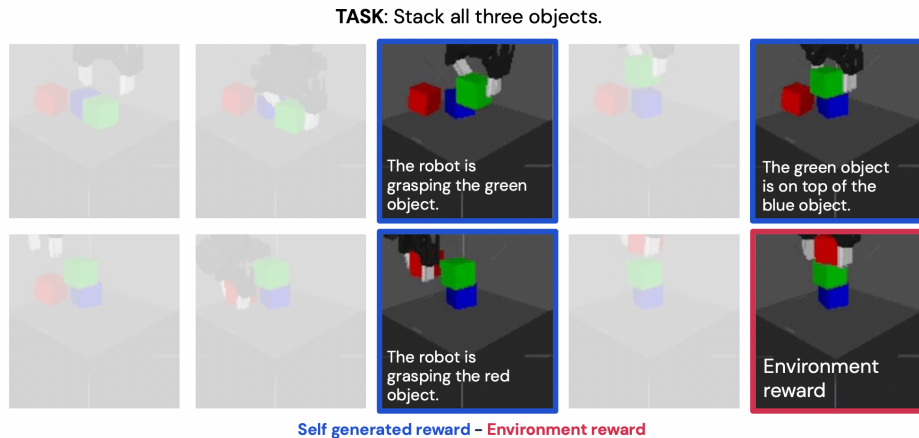 TASK: Stack all three objects.
The robot is
grasping the green
object.
The green object
is on top of the
blue object.
The robot is
grasping the red
object.
Environment
reward
Self generated reward - Environment reward